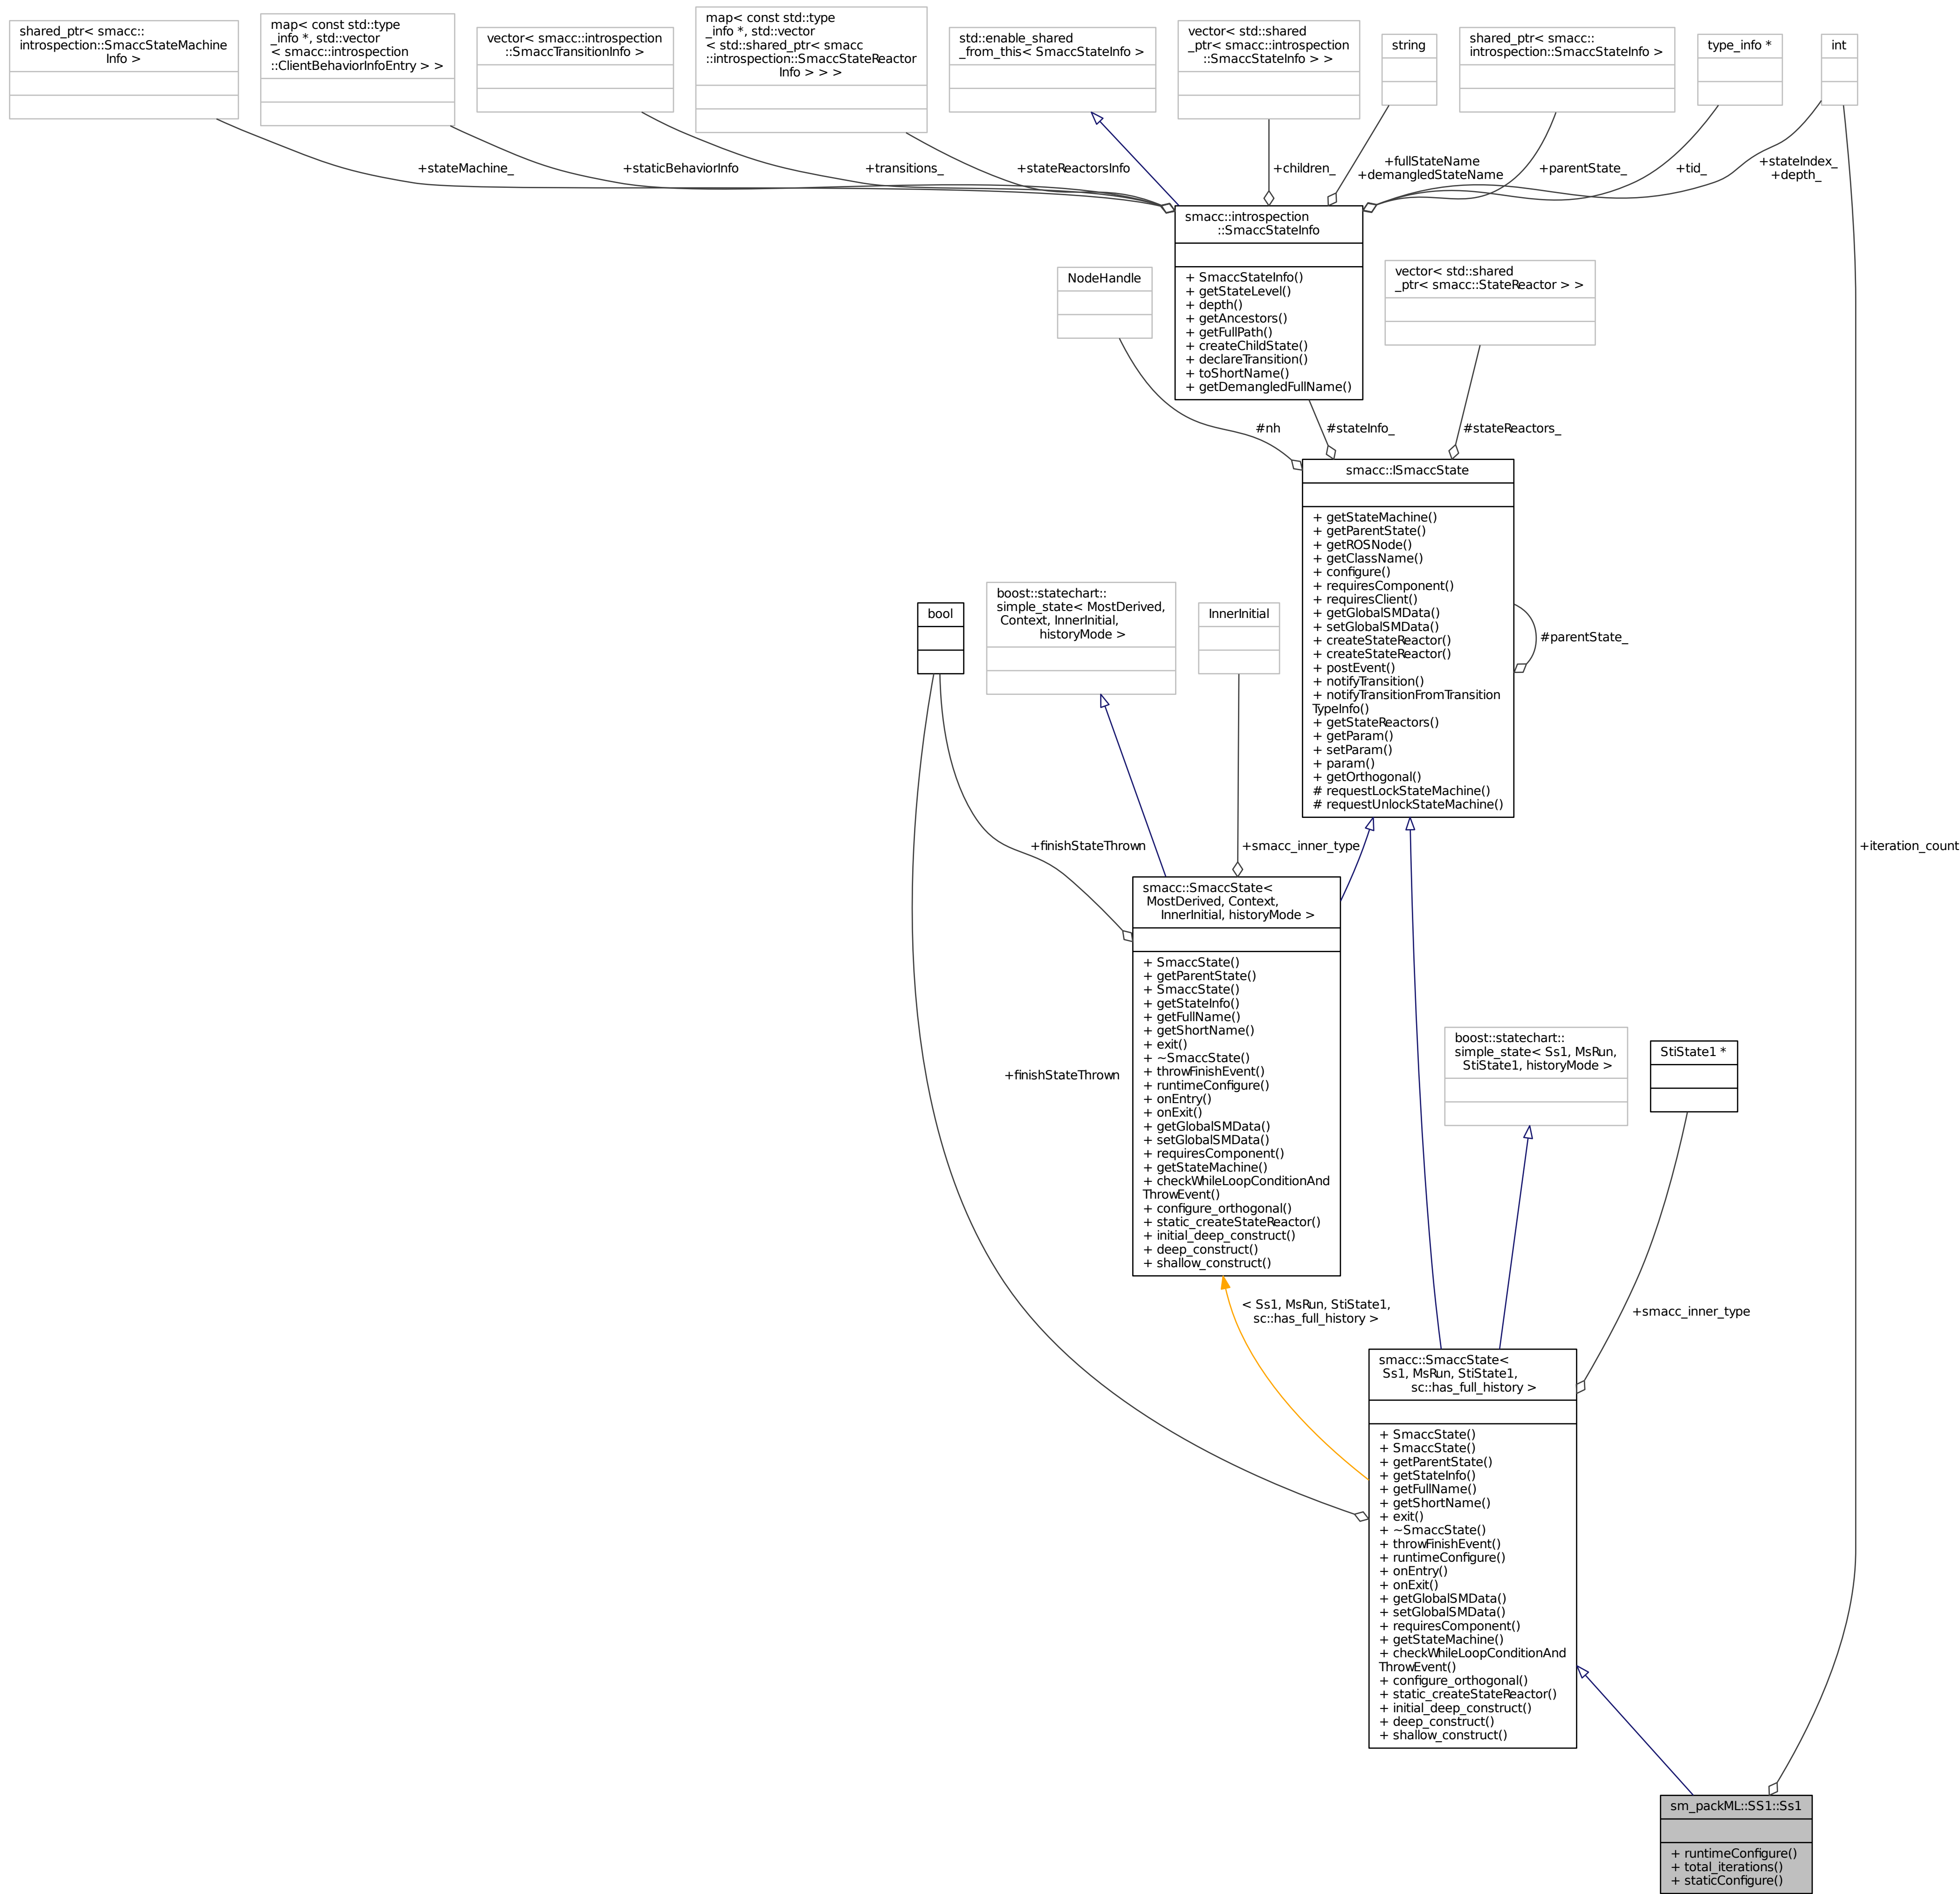 shared_ptr< smacc::
introspection::SmaccStateMachine
Info >
map< const std::type
_info *, std::vector
< smacc::introspection
::ClientBehaviorInfoEntry > >
vector< smacc::introspection
::SmaccTransitionInfo >
map< const std::type
_info *, std::vector
< std::shared_ptr< smacc
::introspection::SmaccStateReactor
Info > > >
std::enable_shared
_from_this< SmaccStateInfo >
vector< std::shared
_ptr< smacc::introspection
::SmaccStateInfo > >
string
shared_ptr< smacc::
introspection::SmaccStateInfo >
type_info *
int
+stateMachine_
+staticBehaviorInfo
+transitions_
+stateReactorsInfo
+children_
+fullStateName
+demangledStateName
+parentState_
+tid_
+stateIndex_
+depth_
smacc::introspection
::SmaccStateInfo
+ SmaccStateInfo()
+ getStateLevel()
+ depth()
+ getAncestors()
+ getFullPath()
+ createChildState()
+ declareTransition()
+ toShortName()
+ getDemangledFullName()
NodeHandle
vector< std::shared
_ptr< smacc::StateReactor > >
#nh
#stateInfo_
#stateReactors_
smacc::ISmaccState
+ getStateMachine()
+ getParentState()
+ getROSNode()
+ getClassName()
+ configure()
+ requiresComponent()
+ requiresClient()
+ getGlobalSMData()
+ setGlobalSMData()
+ createStateReactor()
+ createStateReactor()
+ postEvent()
+ notifyTransition()
+ notifyTransitionFromTransition
TypeInfo()
+ getStateReactors()
+ getParam()
+ setParam()
+ param()
+ getOrthogonal()
# requestLockStateMachine()
# requestUnlockStateMachine()
#parentState_
bool
boost::statechart::
simple_state< MostDerived,
Context, InnerInitial,
historyMode >
InnerInitial
+finishStateThrown
+smacc_inner_type
+iteration_count
smacc::SmaccState<
MostDerived, Context,
InnerInitial, historyMode >
+ SmaccState()
+ getParentState()
+ SmaccState()
+ getStateInfo()
+ getFullName()
+ getShortName()
+ exit()
+ ~SmaccState()
+ throwFinishEvent()
+ runtimeConfigure()
+ onEntry()
+ onExit()
+ getGlobalSMData()
+ setGlobalSMData()
+ requiresComponent()
+ getStateMachine()
+ checkWhileLoopConditionAnd
ThrowEvent()
+ configure_orthogonal()
+ static_createStateReactor()
+ initial_deep_construct()
+ deep_construct()
+ shallow_construct()
+finishStateThrown
boost::statechart::
simple_state< Ss1, MsRun,
StiState1, historyMode >
StiState1 *
< Ss1, MsRun, StiState1,
sc::has_full_history >
+smacc_inner_type
smacc::SmaccState<
Ss1, MsRun, StiState1,
sc::has_full_history >
+ SmaccState()
+ SmaccState()
+ getParentState()
+ getStateInfo()
+ getFullName()
+ getShortName()
+ exit()
+ ~SmaccState()
+ throwFinishEvent()
+ runtimeConfigure()
+ onEntry()
+ onExit()
+ getGlobalSMData()
+ setGlobalSMData()
+ requiresComponent()
+ getStateMachine()
+ checkWhileLoopConditionAnd
ThrowEvent()
+ configure_orthogonal()
+ static_createStateReactor()
+ initial_deep_construct()
+ deep_construct()
+ shallow_construct()
sm_packML::SS1::Ss1
+ runtimeConfigure()
+ total_iterations()
+ staticConfigure()